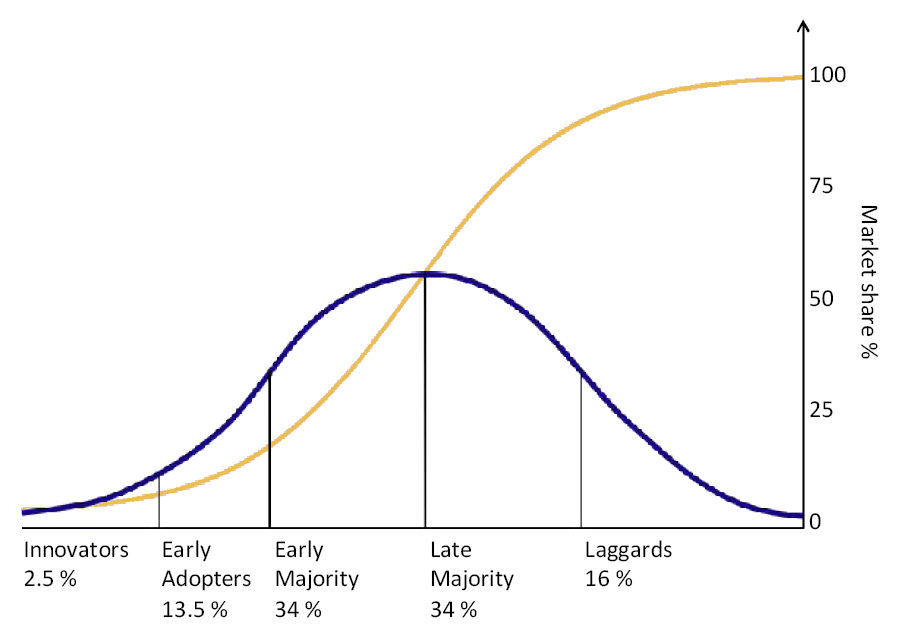 100
75
50
25
0
Market share %
Innovators
2.5 %
Early
Adopters
13.5 %
Early
Majority
34 %
Late
Majority
34 %
Laggards
16 %